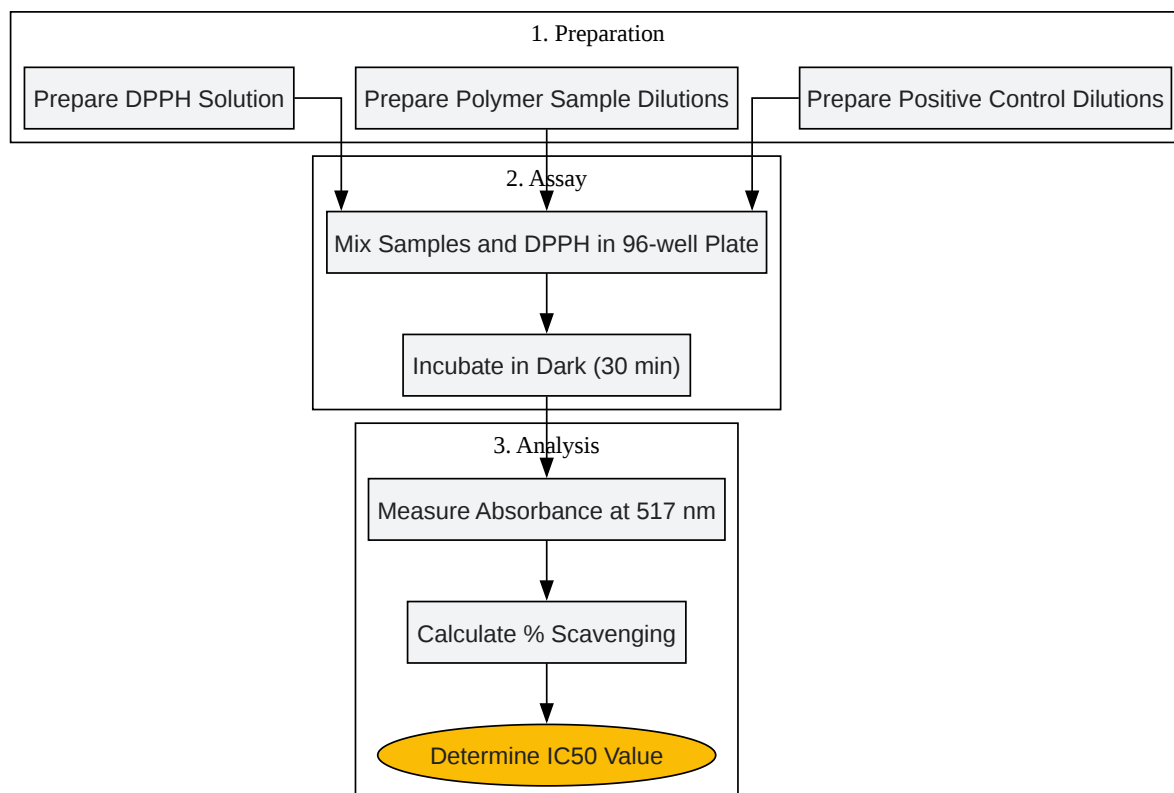 1. Preparation
Prepare DPPH Solution
Prepare Polymer Sample Dilutions
Prepare Positive Control Dilutions
2. Assay
Mix Samples and DPPH in 96-well Plate
Incubate in Dark (30 min)
3. Analysis
Measure Absorbance at 517 nm
Calculate % Scavenging
Determine IC50 Value